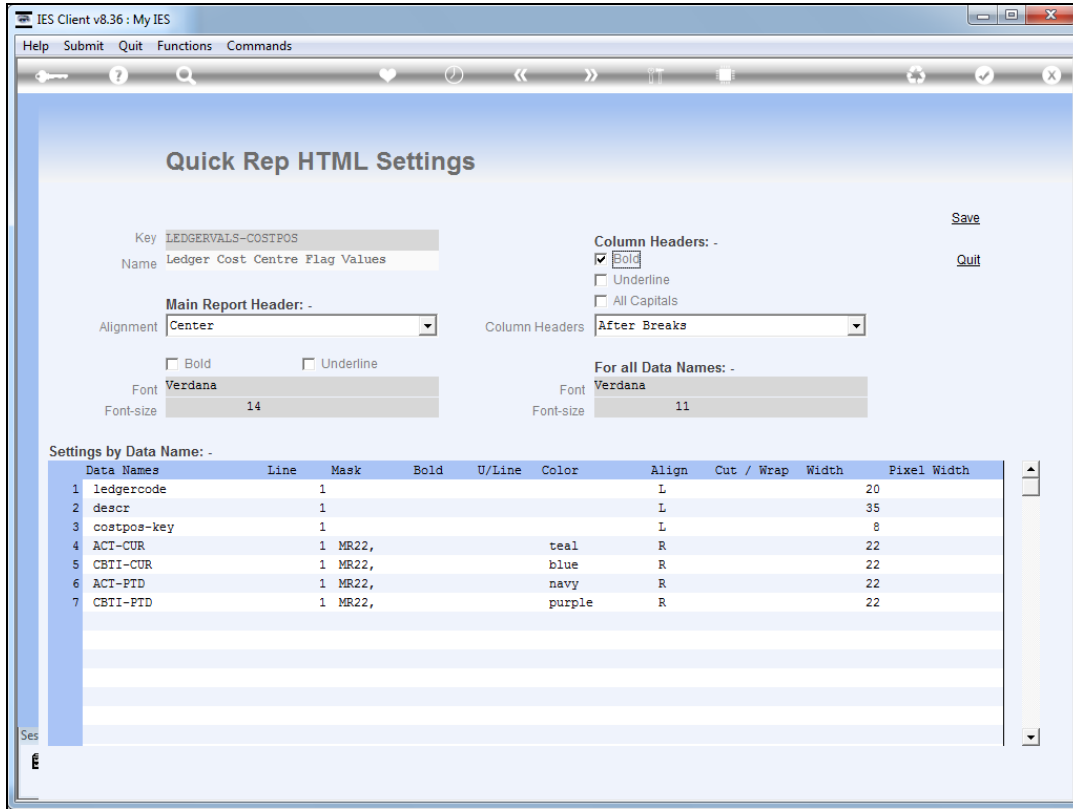 IES Client v8.36 : My IES
Help Submit Quit Functions Commands
Quick Rep HTML Settings
Save
Key LEDGERVALS-COSTPOS
Column Headers: -
Name Ledger Cost Centre Flag Values
Bold
Quit
Underline
Main Report Header: -
All Capitals
Alignment Center
Column Headers After Breaks
Bold Underline
For all Data Names: -
Font Verdana
Font Verdana
Font-size 14
Font-size 11
Settings by Data Name: -
Data Names Line Mask Bold U/Line Color Align Cut / Wrap Width Pixel Width
1 ledgercode 1 L 20
2 descr 1 L 35
3 costpos-key 1 L 8
4 ACT-CUR 1 MR22, teal R 22
5 CBTI-CUR 1 MR22, blue R 22
6 ACT-PTD 1 MR22, navy R 22
7 CBTI-PTD 1 MR22, purple R 22
Ses